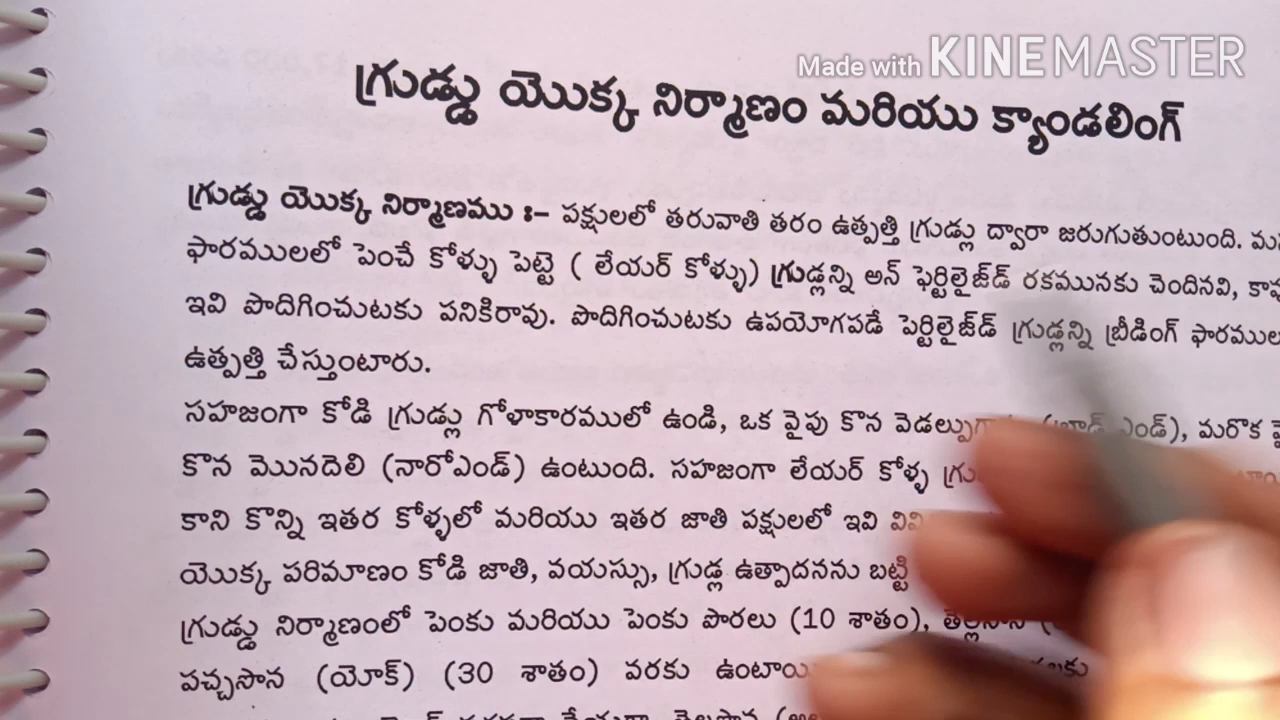 Made with KINEMASTER
గ్రుడ్డు యొక్క నిర్మాణం మరియు క్యాండలింగ్
గ్రుడ్డు యొక్క నిర్మాణము :- పక్షులలో తరువాతి తరం ఉత్పత్తి గ్రుడ్లు ద్వారా జరుగుతుంటుంది.
ఫారములలో పెంచే కోళ్ళు పెట్టె ( లేయర్ కోళ్ళు) గ్రుడ్లన్ని అన్ ఫెర్టిలైజ్‌డ్ రకమునకు చెందినవి,
ఇవి పొదిగించుటకు పనికిరావు. పొదిగించుటకు ఉపయోగపడే పెర్టిలైజ్‌డ్ గ్రుడ్లన్ని బ్రీడింగ్
ఉత్పత్తి చేస్తుంటారు.
సహజంగా కోడి గ్రుడ్లు గోళాకారములో ఉండి, ఒక వైపు కొన ఎండ్), మరొక
కొన మొనదెలి (నారోఎండ్) ఉంటుంది. సహజంగా లేయర్ కోళ్ళ
కాని కొన్ని ఇతర కోళ్ళలో మరియు ఇతర జాతి పక్షులలో ఇవి
యొక్క పరిమాణం కోడి జాతి, వయస్సు, గ్రుడ్ల ఉత్పాదనను బట్టి
గ్రుడ్డు నిర్మాణంలో పెంకు మరియు పెంకు పొరలు (10 శాతం),
పచ్చసొన (యోక్) (30 శాతం) వరకు